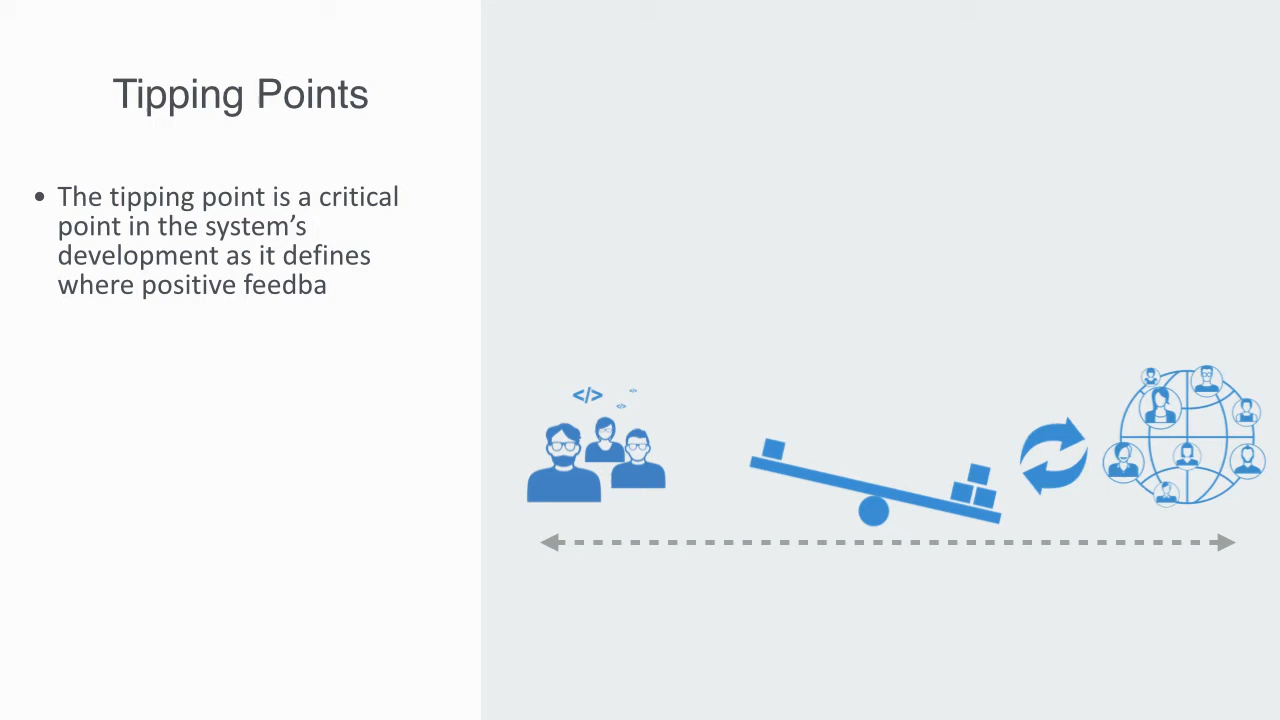 Tipping Points
• The tipping point is a critical
point in the system’s
development as it defines
where positive feedba
</>